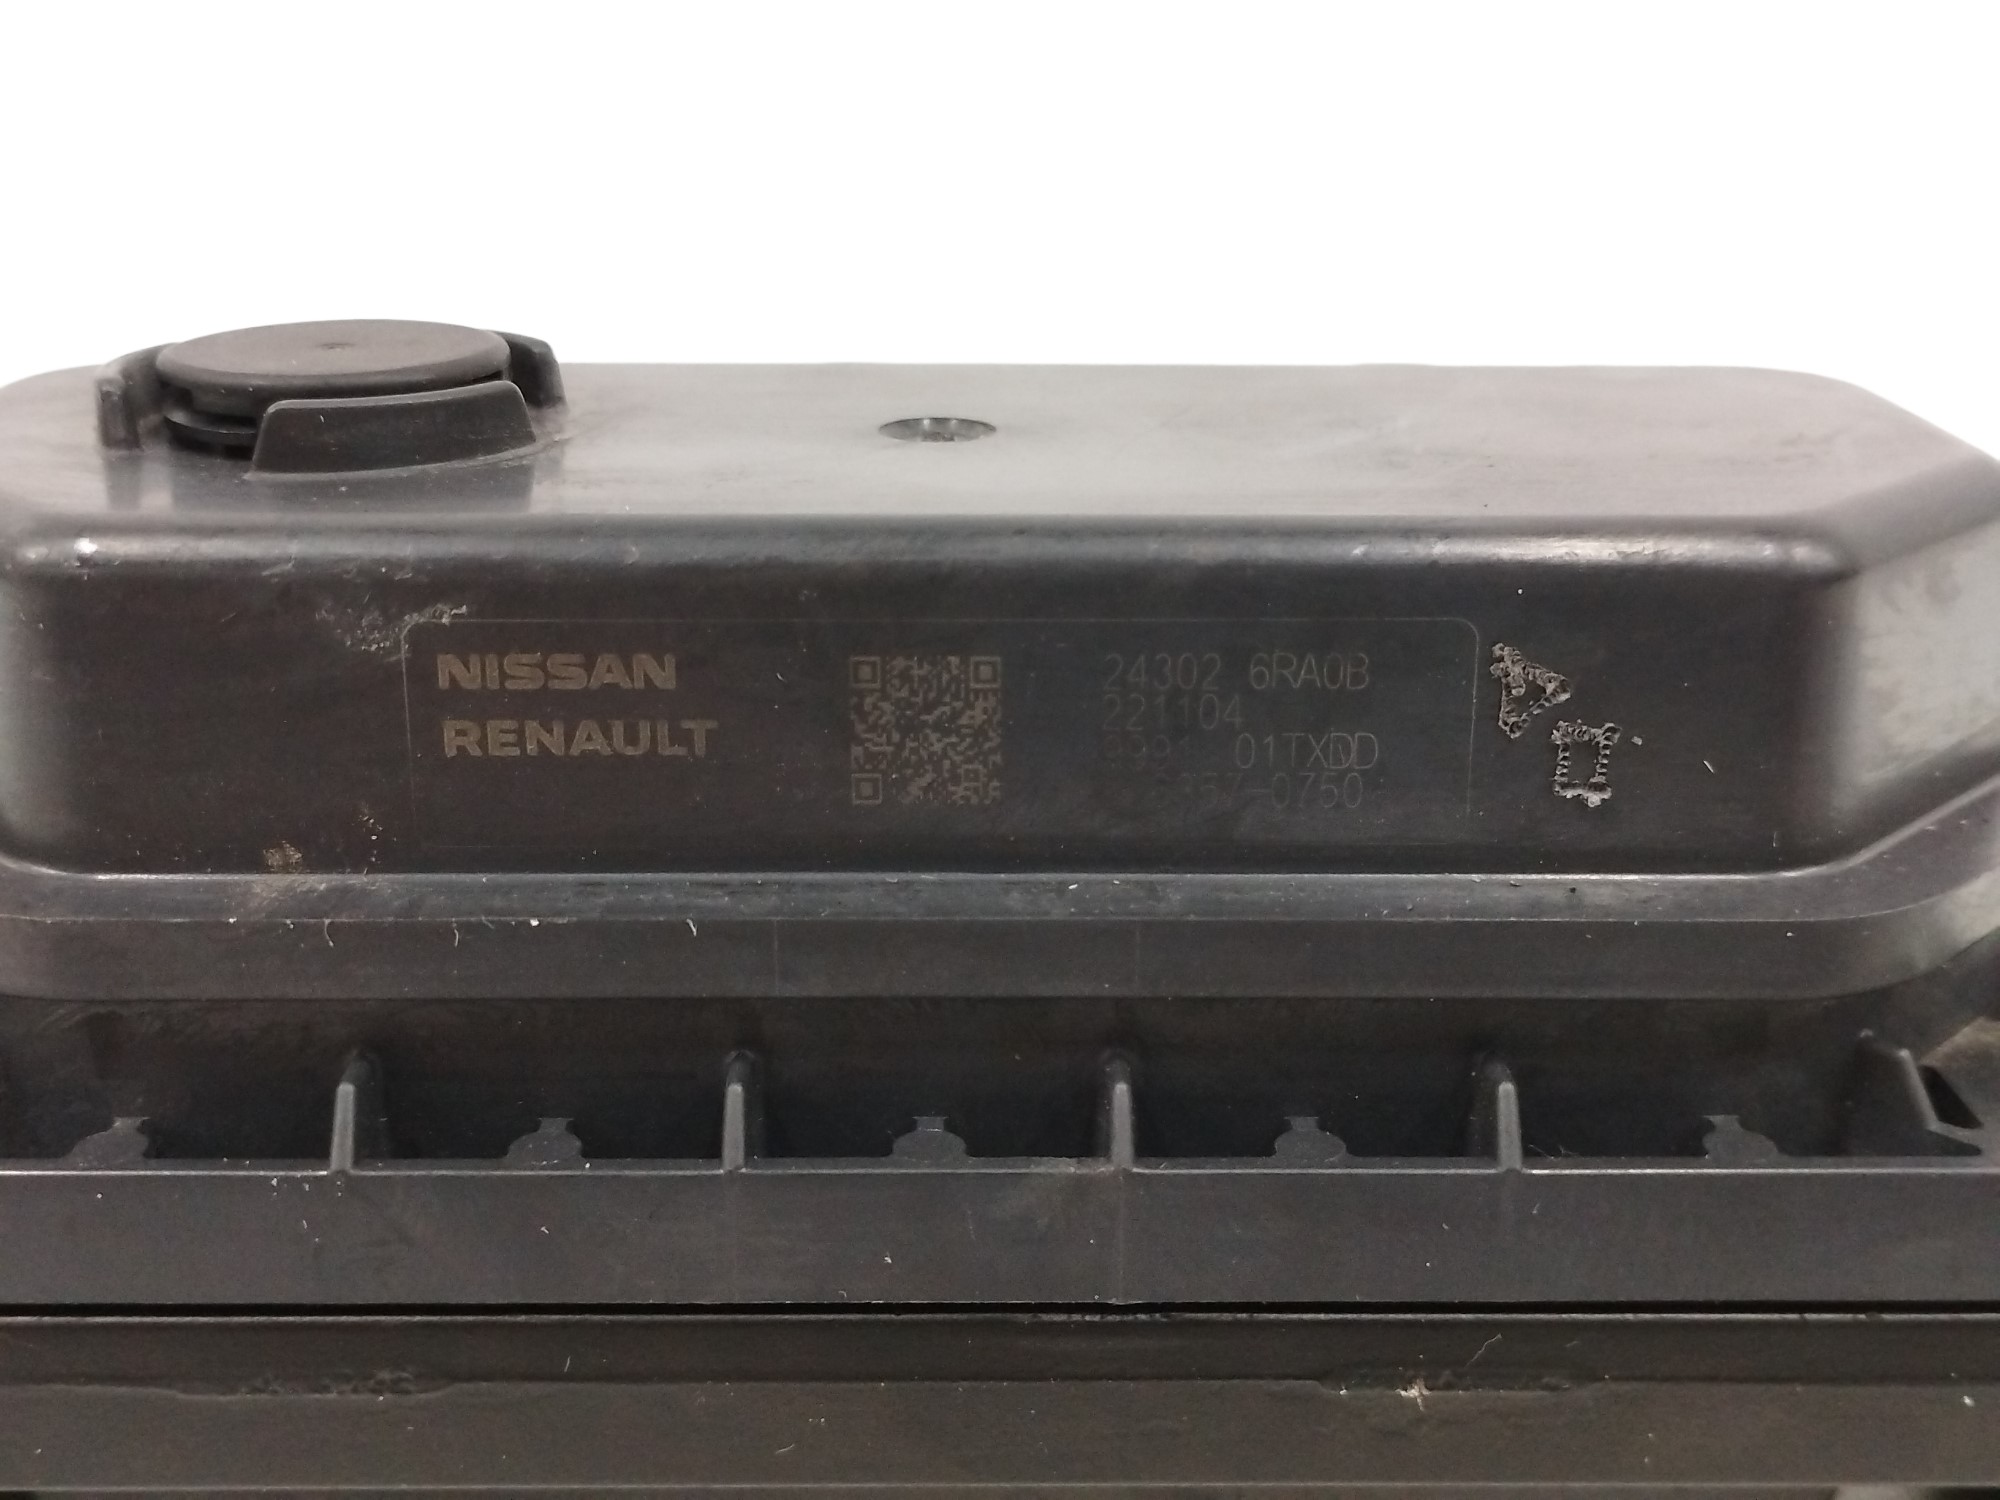 NISSAN
RENAULT
24302 6RA0B
221104
01TXDD